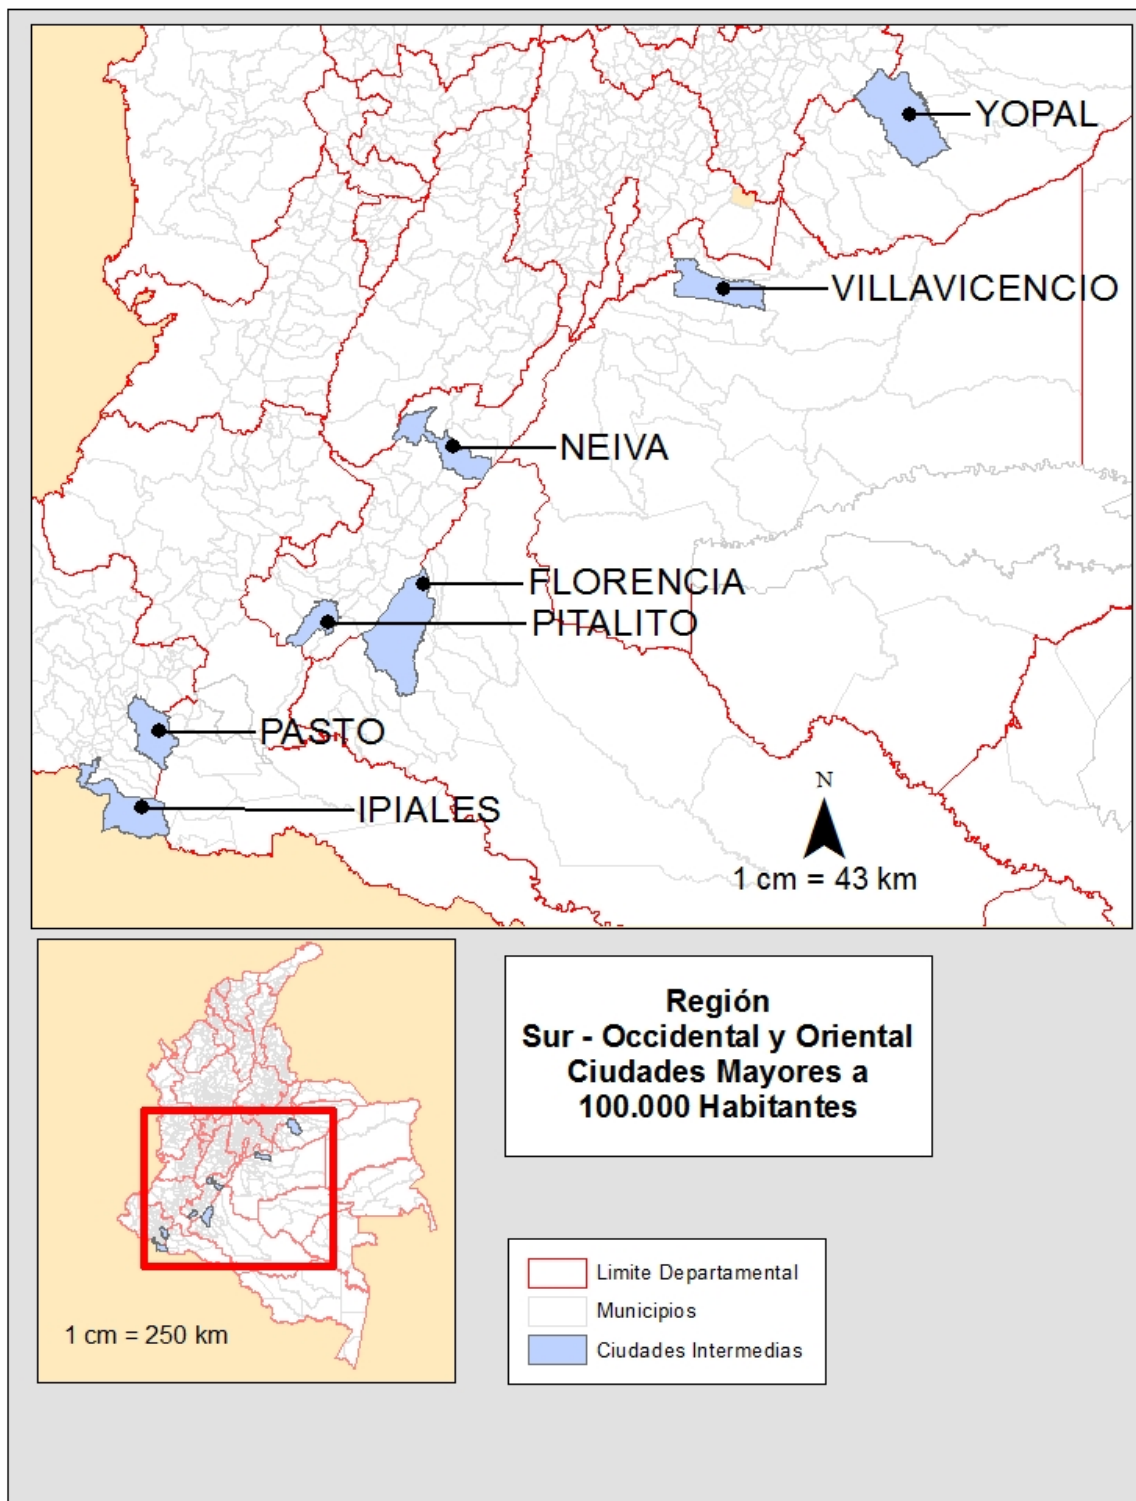 YOPAL
VILLAVICENCIO
NEIVA
FLORENCIA
PITALITO
PASTO
IPIALES
N
1 cm = 43 km
1 cm = 250 km
Región
Sur - Occidental y Oriental
Ciudades Mayores a
100.000 Habitantes
Limite Departamental
Municipios
Ciudades Intermedias